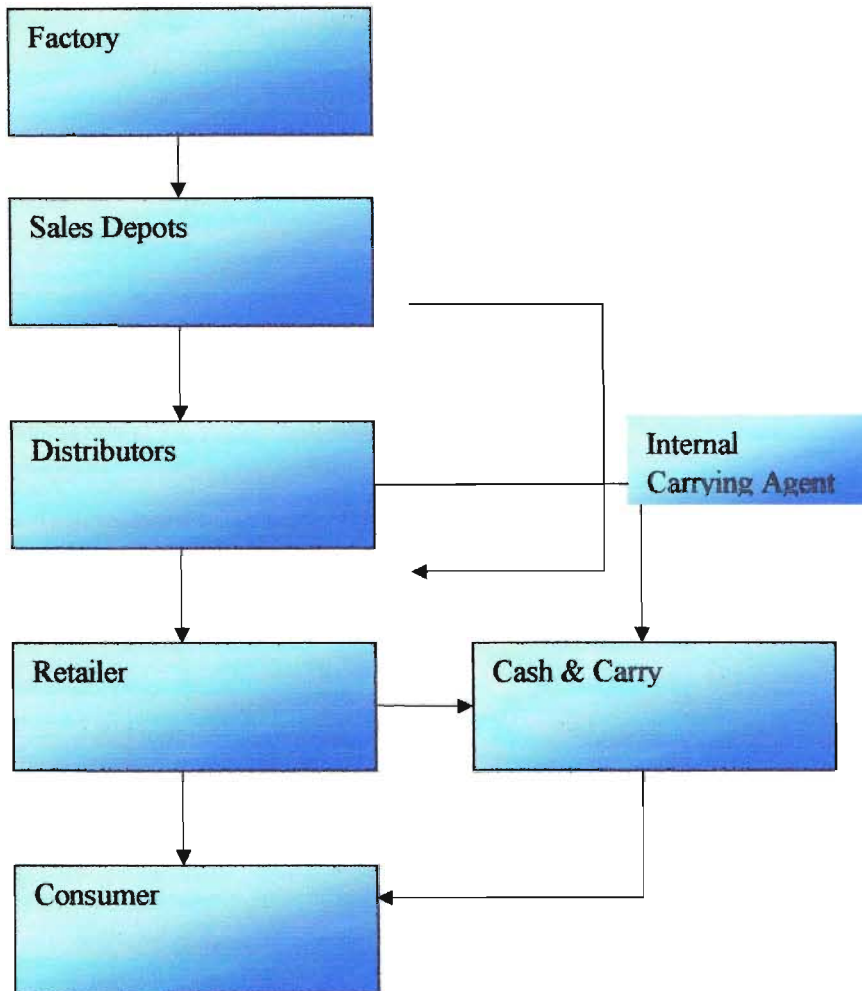 Factory
Sales Depots
Distributors
Internal
Carrying Agent
Retailer
Cash & Carry
Consumer